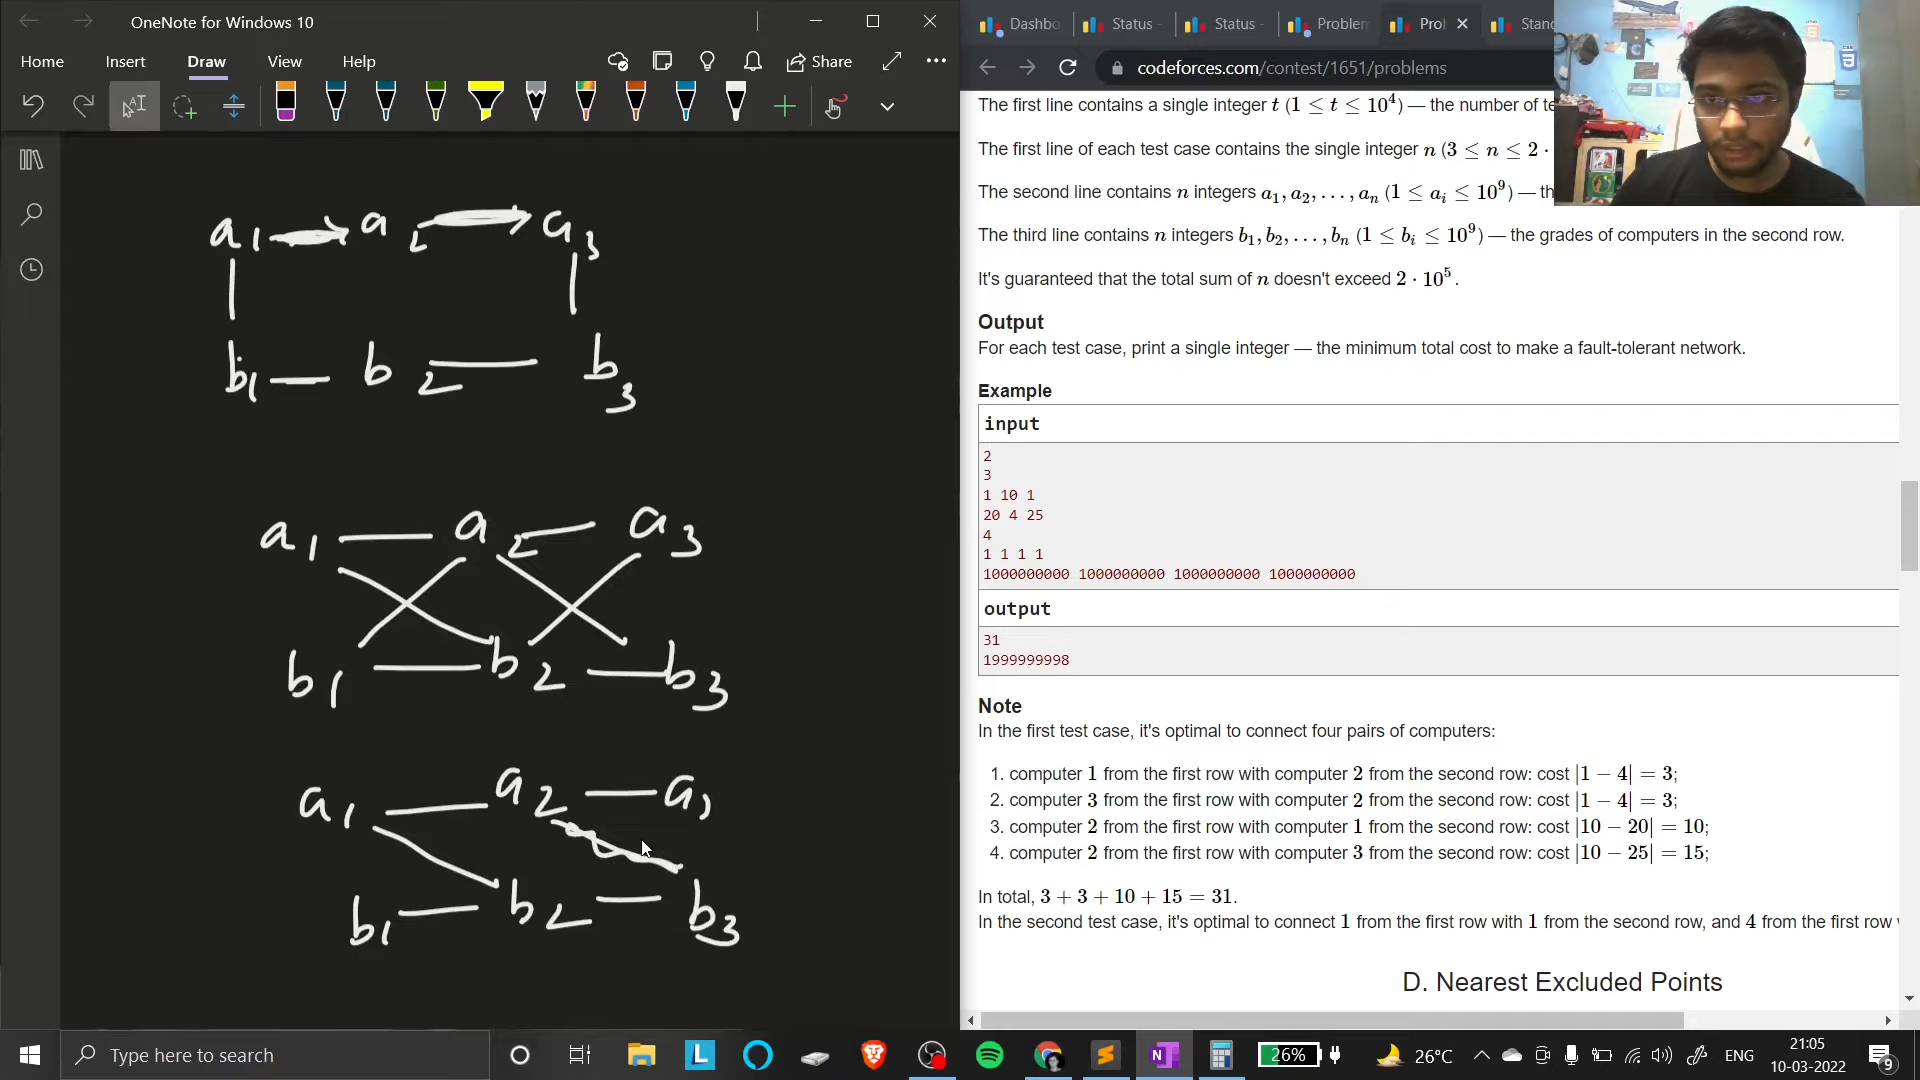 OneNote for Windows 10
Home Insert Draw View Help Share
a1 a2 a3
b1 b2 b3
a1 a2 a3
b1 b2 b3
a1 a2 a,
b1 b2 b3
Dashbo Status - Status - Problem Prol Stand
codeforces.com/contest/1651/problems
The first line contains a single integer t (1 ≤ t ≤ 10^4) — the number of te
The first line of each test case contains the single integer n (3 ≤ n ≤ 2 ·
The second line contains n integers a1, a2, …, an (1 ≤ ai ≤ 10^9) — th
The third line contains n integers b1, b2, …, bn (1 ≤ bi ≤ 10^9) — the grades of computers in the second row.
It's guaranteed that the total sum of n doesn't exceed 2 · 10^5.
Output
For each test case, print a single integer — the minimum total cost to make a fault-tolerant network.
Example
input
2
3
1 10 1
20 4 25
4
1 1 1 1
1000000000 1000000000 1000000000 1000000000
output
31
1999999998
Note
In the first test case, it's optimal to connect four pairs of computers:
1. computer 1 from the first row with computer 2 from the second row: cost |1 − 4| = 3;
2. computer 3 from the first row with computer 2 from the second row: cost |1 − 4| = 3;
3. computer 2 from the first row with computer 1 from the second row: cost |10 − 20| = 10;
4. computer 2 from the first row with computer 3 from the second row: cost |10 − 25| = 15;
In total, 3 + 3 + 10 + 15 = 31.
In the second test case, it's optimal to connect 1 from the first row with 1 from the second row, and 4 from the first row
D. Nearest Excluded Points
Type here to search
L
N
26%
26°C
ENG
21:05
10-03-2022
9